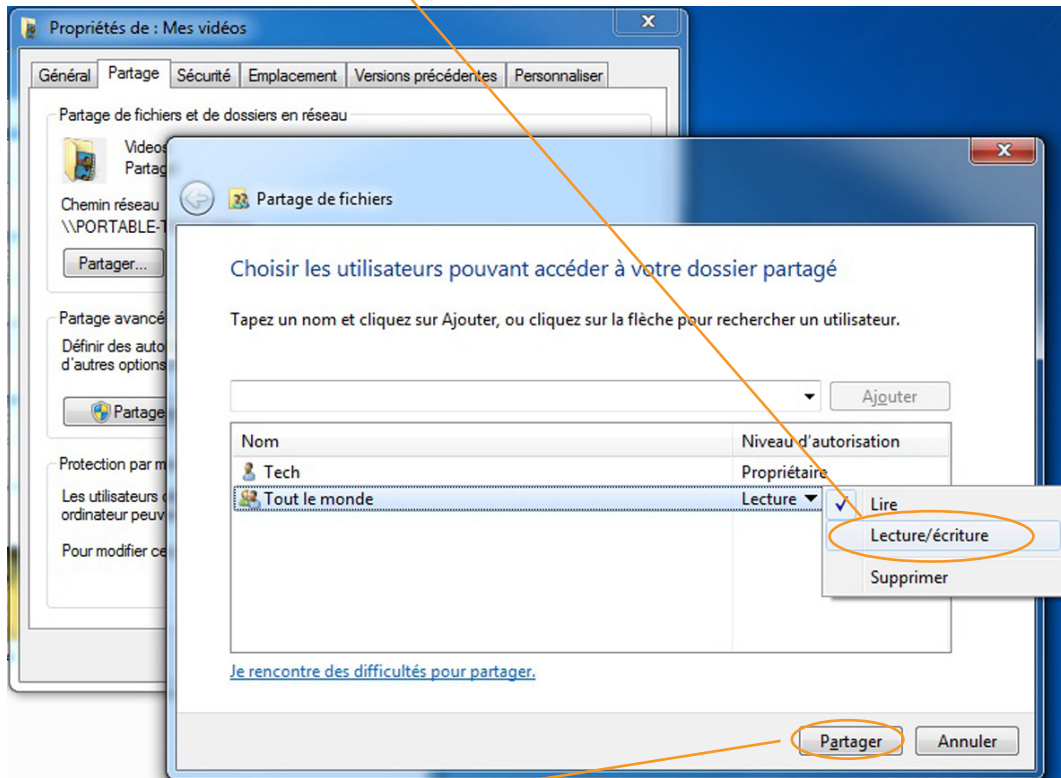 Propriétés de : Mes vidéos
Général Partage Sécurité Emplacement Versions précédentes Personnaliser
Partage de fichiers et de dossiers en réseau
Videos
Partag
Chemin réseau
\\PORTABLE-T
Partager...
Partage avancé
Définir des auto
d'autres options
Partage
Protection par m
Les utilisateurs
ordinateur peuv
Pour modifier ce
Partage de fichiers
Choisir les utilisateurs pouvant accéder à votre dossier partagé
Tapez un nom et cliquez sur Ajouter, ou cliquez sur la flèche pour rechercher un utilisateur.
Ajouter
Nom Niveau d'autorisation
Tech Propriétaire
Tout le monde Lecture
Lire
Lecture/écriture
Supprimer
Je rencontre des difficultés pour partager.
Partager Annuler